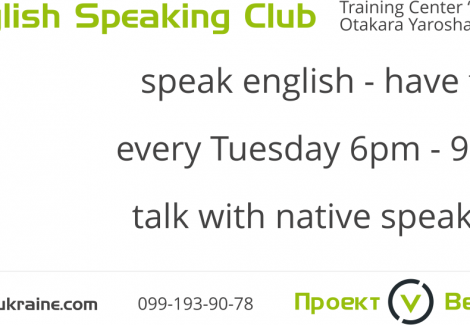 glish Speaking Club
Training Center
Otakara Yarosha
speak english - have
every Tuesday 6pm - 9
talk with native speak
ukraine.com
099-193-90-78
Проект V Ве